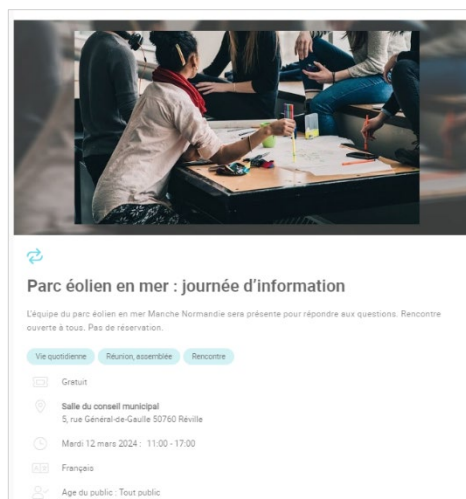 Parc éolien en mer : journée d'information
L'équipe du parc éolien en mer Manche Normandie sera présente pour répondre aux questions. Rencontre
ouverte à tous. Pas de réservation.
Vie quotidienne Réunion, assemblée Rencontre
Gratuit
Salle du conseil municipal
5, rue Général-de-Gaulle 50760 Réville
Mardi 12 mars 2024 : 11:00 - 17:00
Français
Age du public : Tout public